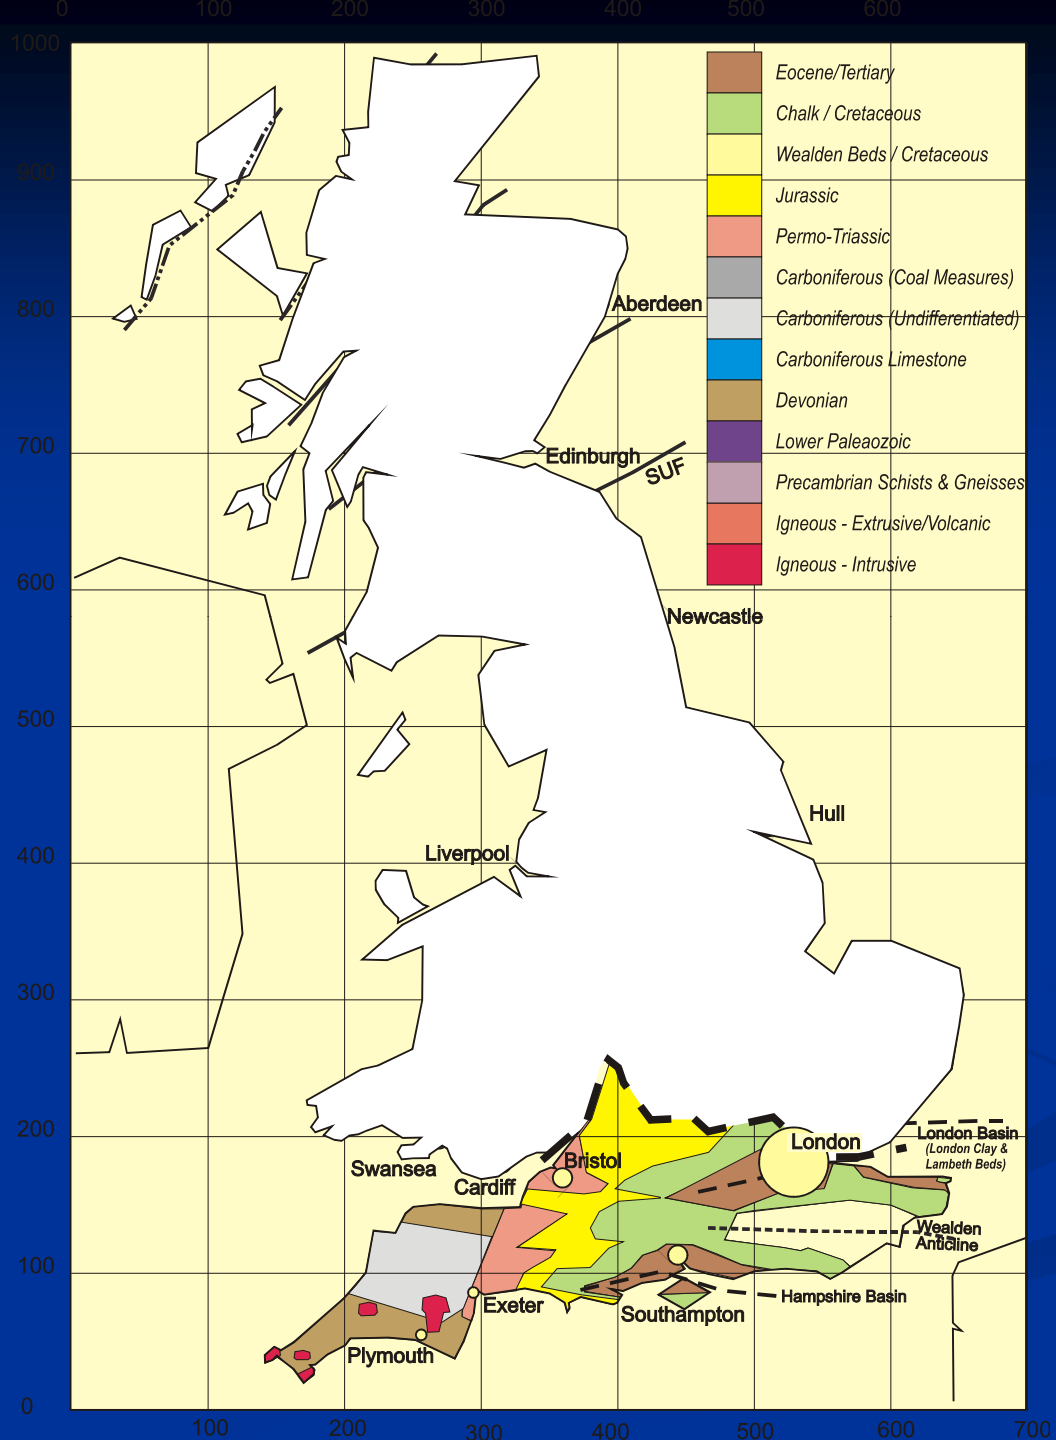 0 100 200 300 400 500 600
1000
Eocene/Tertiary
Chalk / Cretaceous
Wealden Beds / Cretaceous
900
Jurassic
Permo-Triassic
Carboniferous (Coal Measures)
Aberdeen
800
Carboniferous (Undifferentiated)
Carboniferous Limestone
Devonian
700
Lower Paleaozoic
Edinburgh
SUF
Precambrian Schists & Gneisses
Igneous - Extrusive/Volcanic
Igneous - Intrusive
600
Newcastle
500
Hull
400
Liverpool
300
200
London Basin
(London Clay &
Lambeth Beds)
London
Bristol
Swansea
Cardiff
Wealden
Anticline
100
Hampshire Basin
Exeter
Southampton
Plymouth
0
100 200 300 400 500 600 700